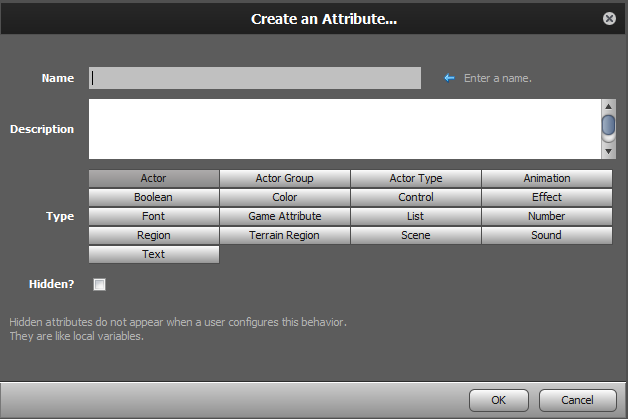 Create an Attribute...
Name
Enter a name.
Description
Type
Actor Actor Group Actor Type Animation
Boolean Color Control Effect
Font Game Attribute List Number
Region Terrain Region Scene Sound
Text
Hidden?
Hidden attributes do not appear when a user configures this behavior.
They are like local variables.
OK Cancel